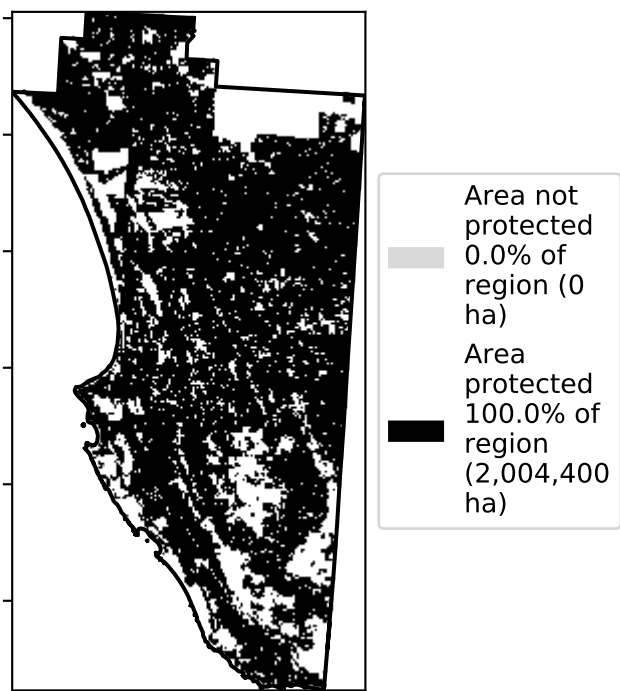 Area not
protected
0.0% of
region (0
ha)
Area
protected
100.0% of
region
(2,004,400
ha)